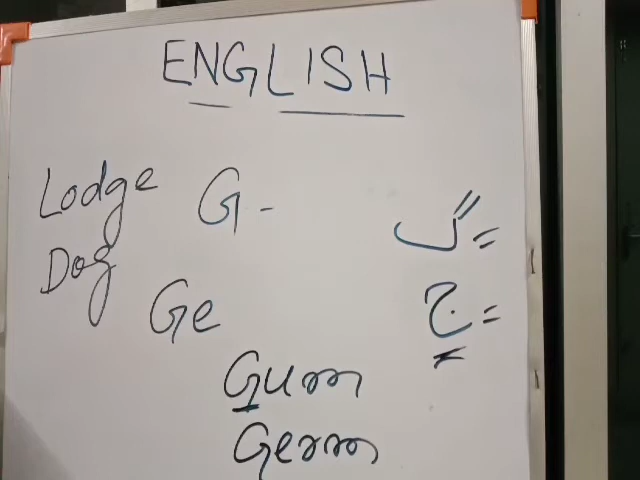 ENGLISH
Lodge G - گ =
Dog
Ge ج =
Gum
Germ